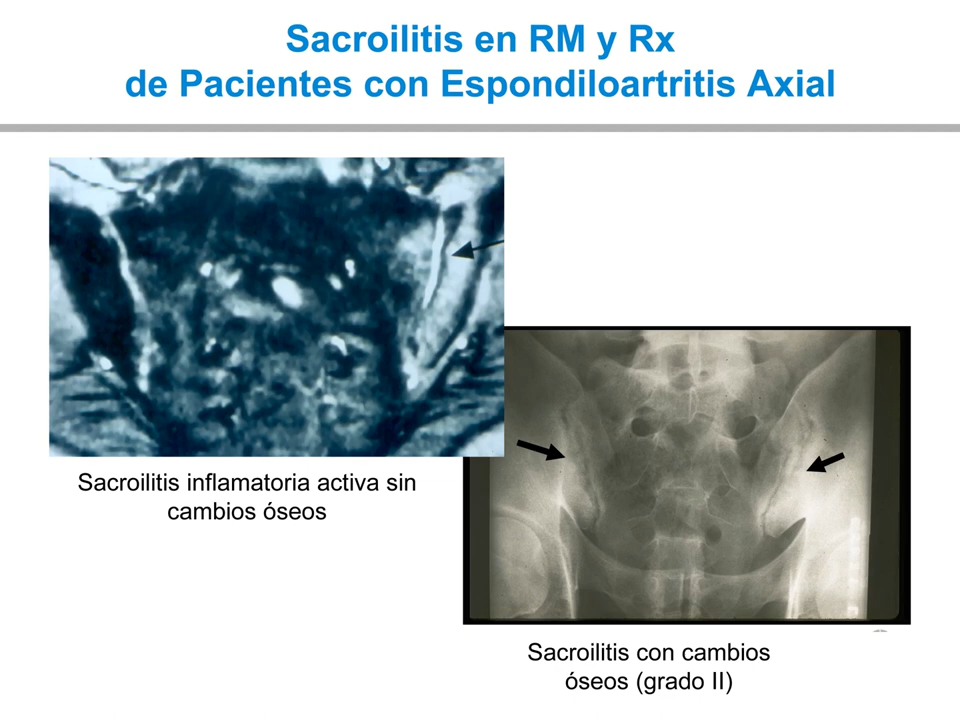 Sacroilitis en RM y Rx
de Pacientes con Espondiloartritis Axial
Sacroilitis inflamatoria activa sin
cambios óseos
Sacroilitis con cambios
óseos (grado II)